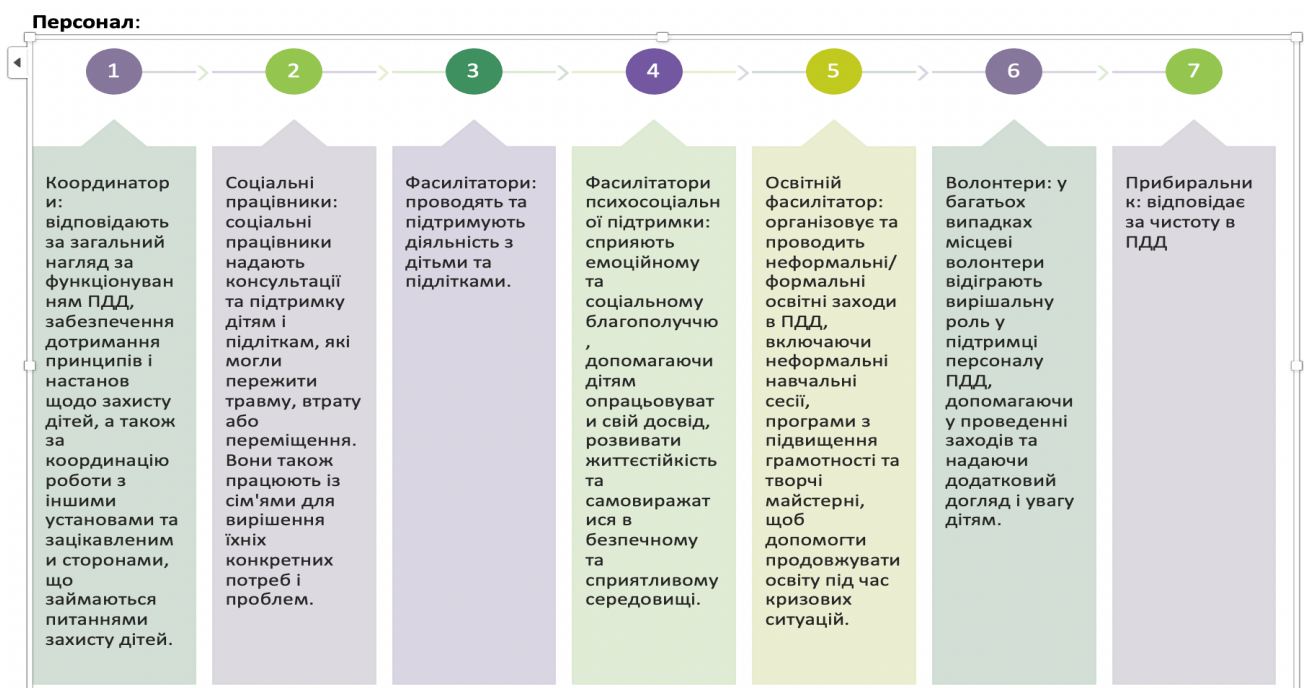 Персонал:
1
2
3
4
5
6
7
Координатор
и:
відповідають
за загальний
нагляд за
функціонуван
ням ПДД,
забезпечення
дотримання
принципів і
настанов
щодо захисту
дітей, а також
за
координацію
роботи з
іншими
установами та
зацікавленим
и сторонами,
що
займаються
питаннями
захисту дітей.
Соціальні
працівники:
соціальні
працівники
надають
консультації
та підтримку
дітям і
підліткам, які
могли
пережити
травму, втрату
або
переміщення.
Вони також
працюють із
сім'ями для
вирішення
їхніх
конкретних
потреб і
проблем.
Фасилітатори:
проводять та
підтримують
діяльність з
дітьми та
підлітками.
Фасилітатори
психосоціальн
ої підтримки:
сприяють
емоційному
та
соціальному
благополуччю
,
допомагаючи
дітям
опрацьовуват
и свій досвід,
розвивати
життєстійкість
та
самовиражат
ися в
безпечному
та
сприятливому
середовищі.
Освітній
фасилітатор:
організовує та
проводить
неформальні/
формальні
освітні заходи
в ПДД,
включаючи
неформальні
навчальні
сесії,
програми з
підвищення
грамотності та
творчі
майстерні,
щоб
допомогти
продовжувати
освіту під час
кризових
ситуацій.
Волонтери: у
багатьох
випадках
місцеві
волонтери
відіграють
вирішальну
роль у
підтримці
персоналу
ПДД,
допомагаючи
у проведенні
заходів та
надаючи
додатковий
догляд і увагу
дітям.
Прибиральни
к: відповідає
за чистоту в
ПДД